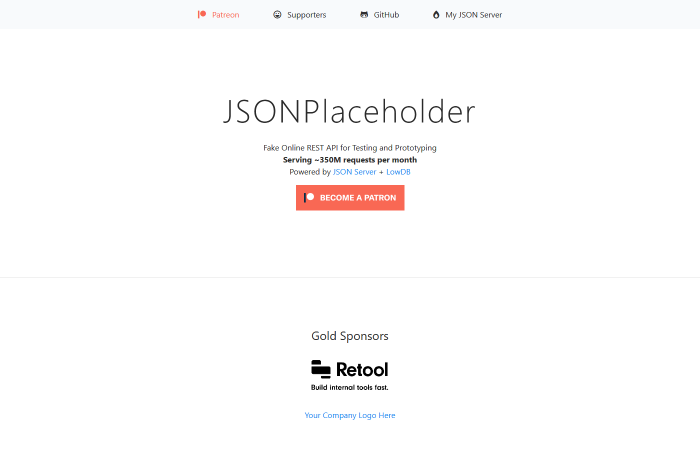 Patreon Supporters GitHub My JSON Server
JSONPlaceholder
Fake Online REST API for Testing and Prototyping
Serving ~350M requests per month
Powered by JSON Server + LowDB
BECOME A PATRON
Gold Sponsors
Retool
Build internal tools fast.
Your Company Logo Here